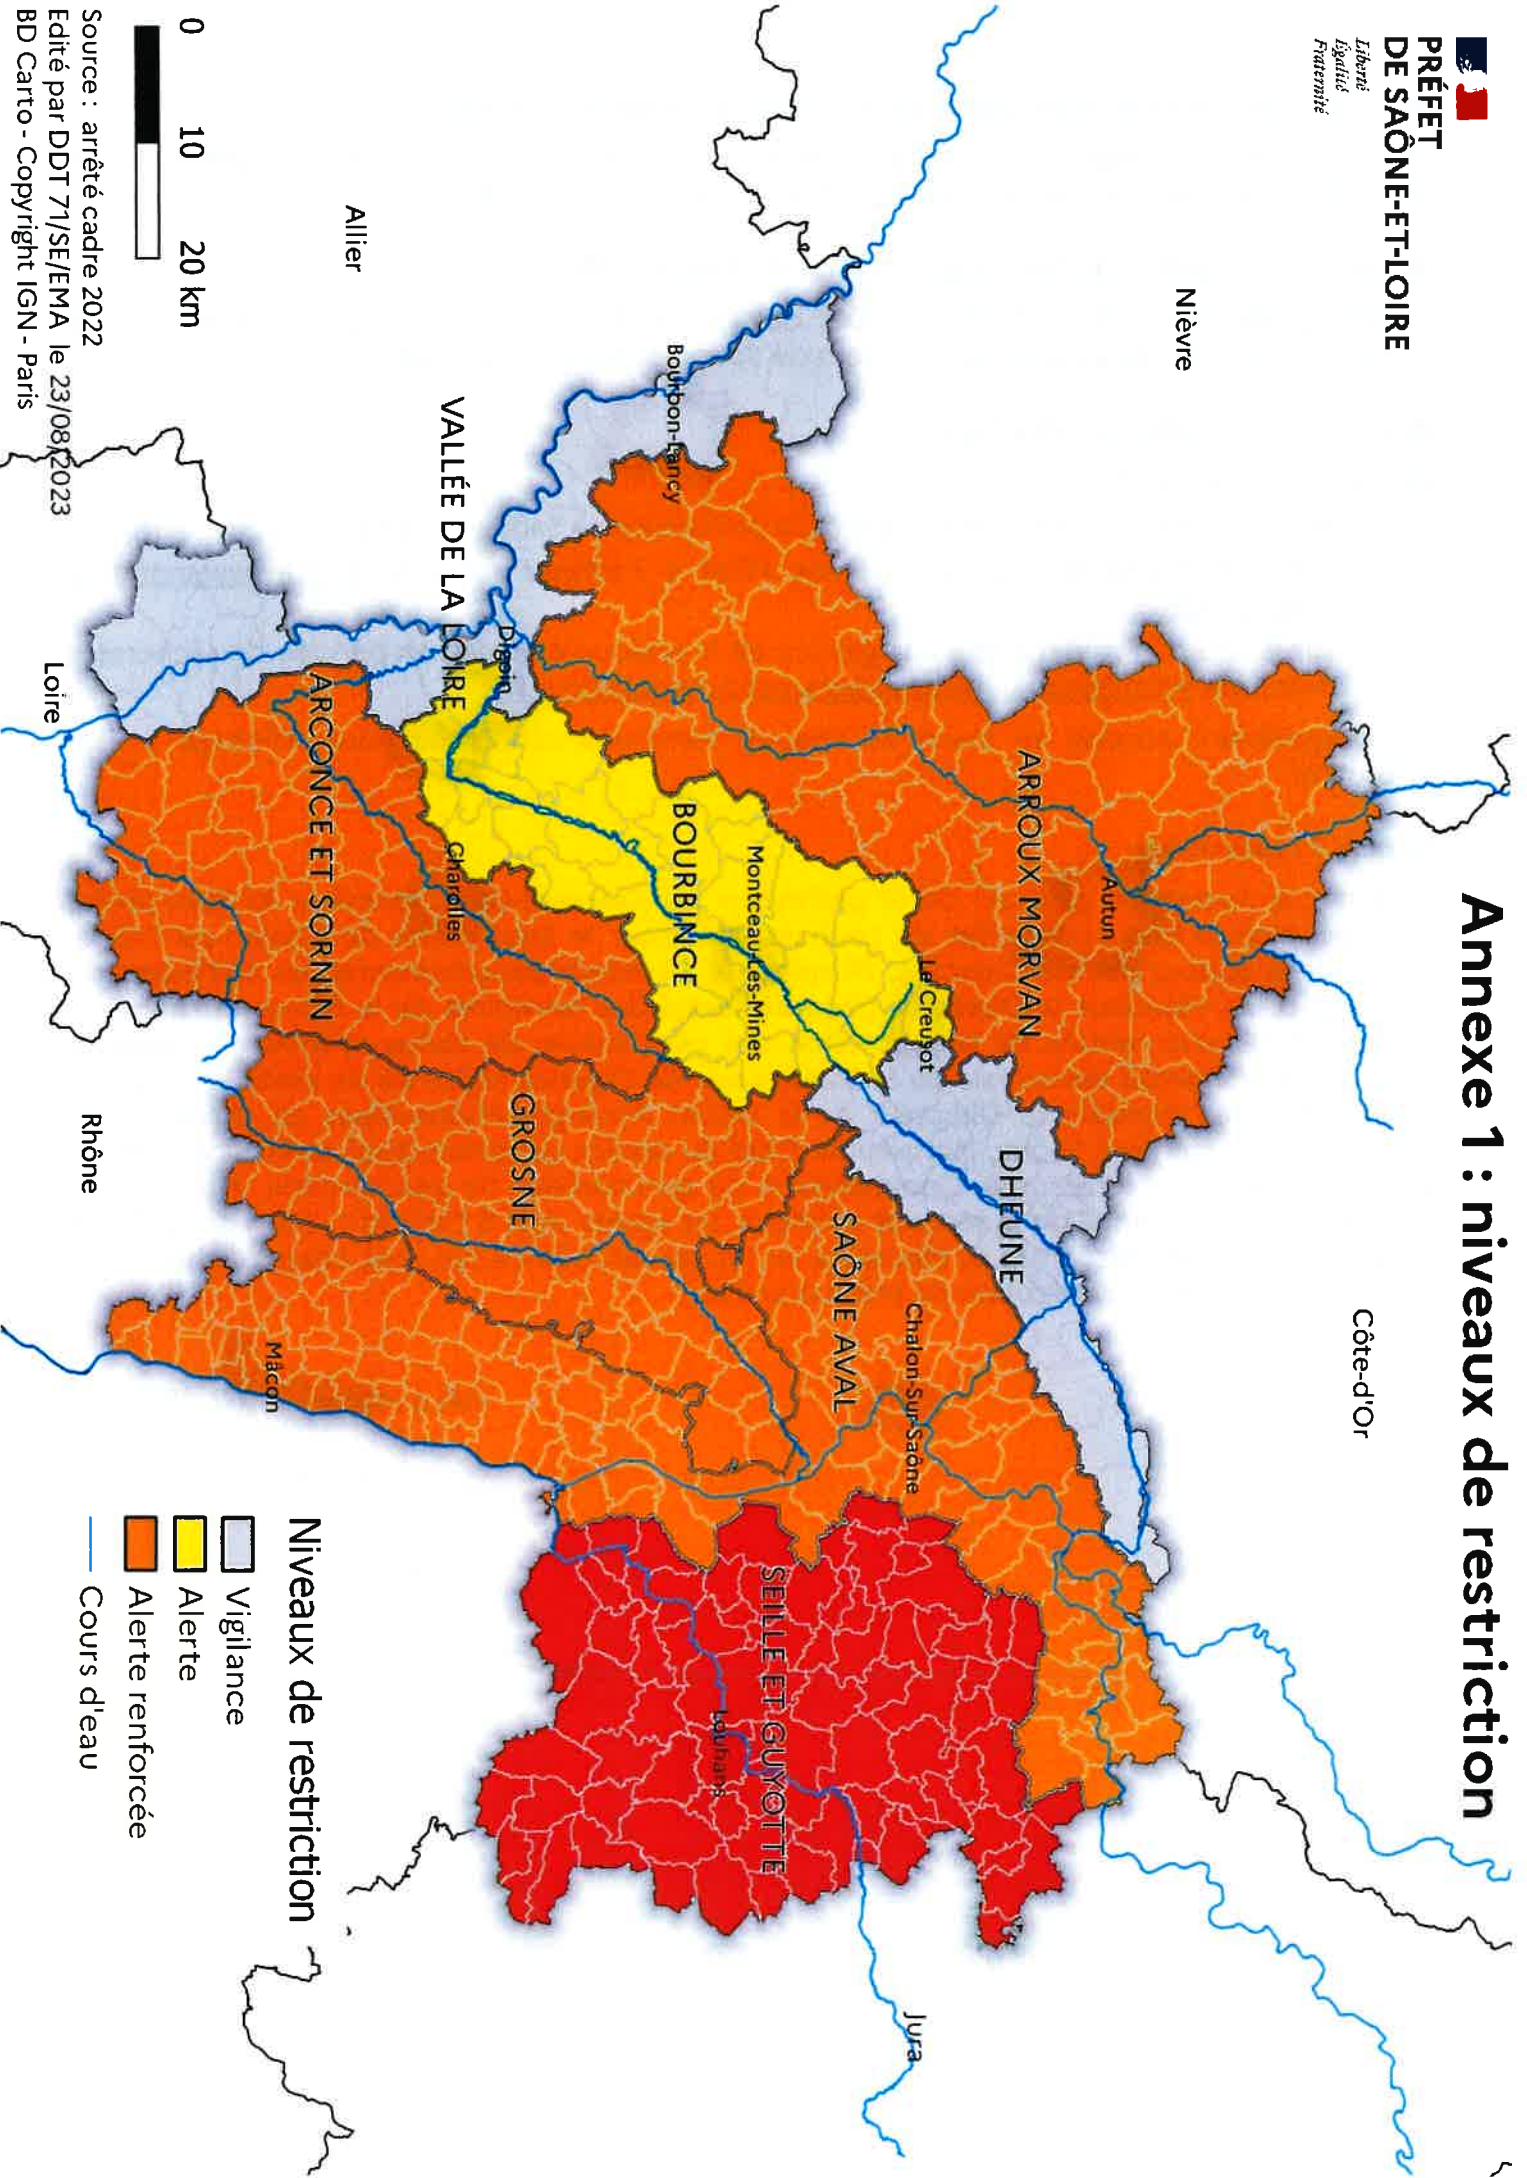 PRÉFET
DE SAÔNE-ET-LOIRE
Liberté
Égalité
Fraternité
Annexe 1 : niveaux de restriction
Nièvre
Côte-d'Or
Autun
ARROUX MORVAN
DHEUNE
Le Creusot
Chalon-Sur-Saône
Jura
SAÔNE AVAL
Montceau-Les-Mines
SEILLE ET GUYOTTE
Louhans
BOURBINCE
Bourbon-Lancy
GROSNE
Digoin
VALLÉE DE LA LOIRE
Charolles
Allier
ARCONCE ET SORNIN
Mâcon
Rhône
Loire
Niveaux de restriction
Vigilance
Alerte
Alerte renforcée
Cours d'eau
0 10 20 km
Source : arrêté cadre 2022
Edité par DDT 71/SE/EMA le 23/08/2023
BD Carto - Copyright IGN - Paris